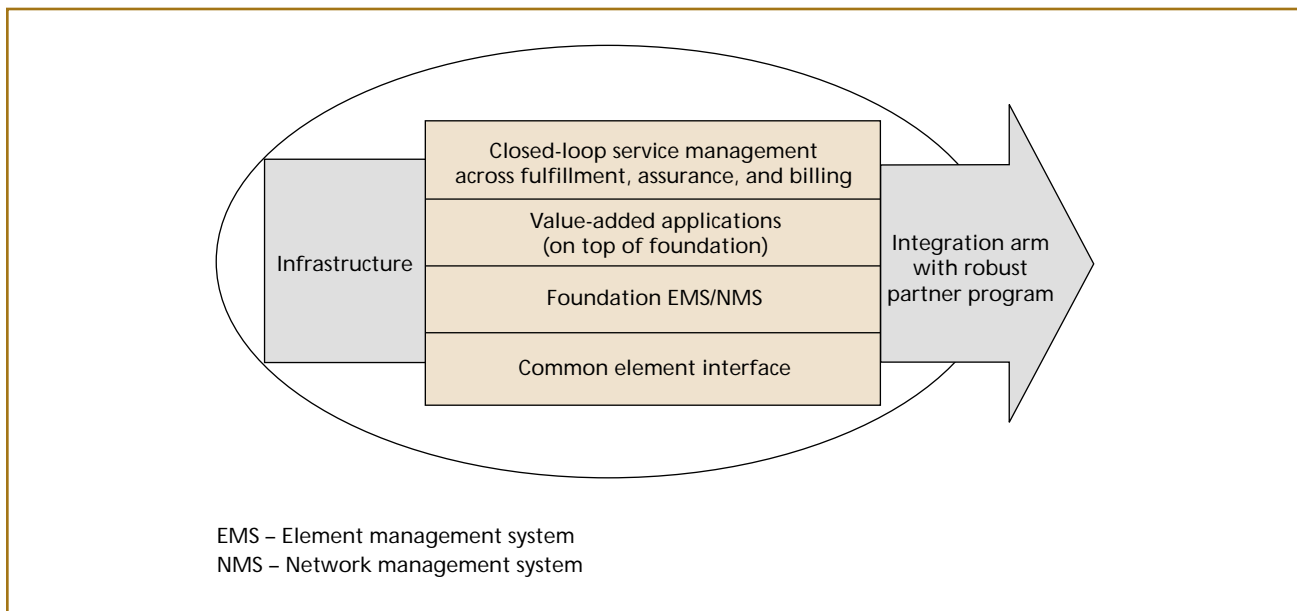 Infrastructure
Closed-loop service management
across fulfillment, assurance, and billing
Value-added applications
(on top of foundation)
Foundation EMS/NMS
Common element interface
Integration arm
with robust
partner program
EMS – Element management system
NMS – Network management system